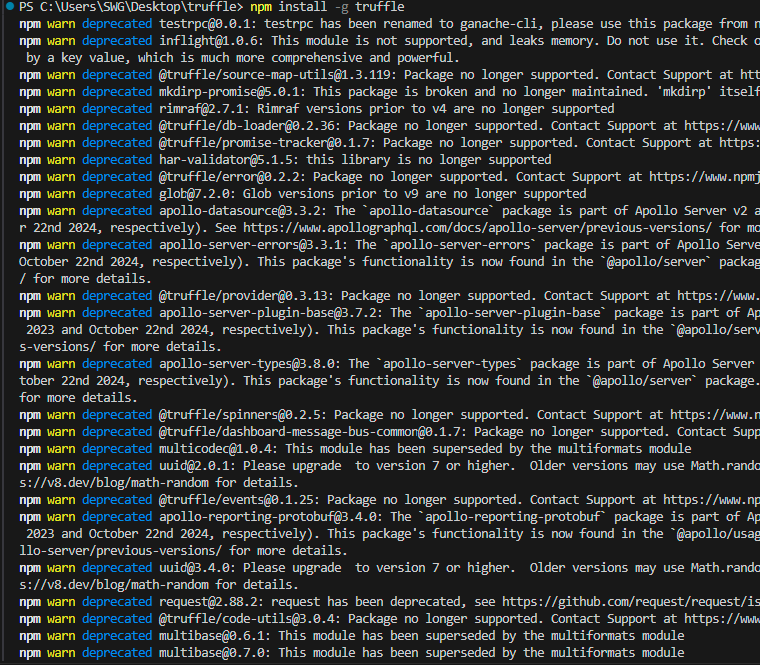 PS C:\Users\SWG\Desktop\truffle> npm install -g truffle
npm warn deprecated testrpc@0.0.1: testrpc has been renamed to ganache-cli, please use this package from n
npm warn deprecated inflight@1.0.6: This module is not supported, and leaks memory. Do not use it. Check o
by a key value, which is much more comprehensive and powerful.
npm warn deprecated @truffle/source-map-utils@1.3.119: Package no longer supported. Contact Support at htt
npm warn deprecated mkdirp-promise@5.0.1: This package is broken and no longer maintained. 'mkdirp' itself
npm warn deprecated rimraf@2.7.1: Rimraf versions prior to v4 are no longer supported
npm warn deprecated @truffle/db-loader@0.2.36: Package no longer supported. Contact Support at https://www
npm warn deprecated @truffle/promise-tracker@0.1.7: Package no longer supported. Contact Support at https:
npm warn deprecated har-validator@5.1.5: this library is no longer supported
npm warn deprecated @truffle/error@0.2.2: Package no longer supported. Contact Support at https://www.npmj
npm warn deprecated glob@7.2.0: Glob versions prior to v9 are no longer supported
npm warn deprecated apollo-datasource@3.3.2: The `apollo-datasource` package is part of Apollo Server v2 a
r 22nd 2024, respectively). See https://www.apollographql.com/docs/apollo-server/previous-versions/ for mo
npm warn deprecated apollo-server-errors@3.3.1: The `apollo-server-errors` package is part of Apollo Serve
October 22nd 2024, respectively). This package's functionality is now found in the `@apollo/server` packag
/ for more details.
npm warn deprecated @truffle/provider@0.3.13: Package no longer supported. Contact Support at https://www.
npm warn deprecated apollo-server-plugin-base@3.7.2: The `apollo-server-plugin-base` package is part of Ap
2023 and October 22nd 2024, respectively). This package's functionality is now found in the `@apollo/serv
s-versions/ for more details.
npm warn deprecated apollo-server-types@3.8.0: The `apollo-server-types` package is part of Apollo Server
tober 22nd 2024, respectively). This package's functionality is now found in the `@apollo/server` package.
for more details.
npm warn deprecated @truffle/spinners@0.2.5: Package no longer supported. Contact Support at https://www.n
npm warn deprecated @truffle/dashboard-message-bus-common@0.1.7: Package no longer supported. Contact Supp
npm warn deprecated multicodec@1.0.4: This module has been superseded by the multiformats module
npm warn deprecated uuid@2.0.1: Please upgrade  to version 7 or higher.  Older versions may use Math.rando
s://v8.dev/blog/math-random for details.
npm warn deprecated @truffle/events@0.1.25: Package no longer supported. Contact Support at https://www.np
npm warn deprecated apollo-reporting-protobuf@3.4.0: The `apollo-reporting-protobuf` package is part of Ap
2023 and October 22nd 2024, respectively). This package's functionality is now found in the `@apollo/usag
llo-server/previous-versions/ for more details.
npm warn deprecated uuid@3.4.0: Please upgrade  to version 7 or higher.  Older versions may use Math.rando
s://v8.dev/blog/math-random for details.
npm warn deprecated request@2.88.2: request has been deprecated, see https://github.com/request/request/is
npm warn deprecated @truffle/code-utils@3.0.4: Package no longer supported. Contact Support at https://www
npm warn deprecated multibase@0.6.1: This module has been superseded by the multiformats module
npm warn deprecated multibase@0.7.0: This module has been superseded by the multiformats module